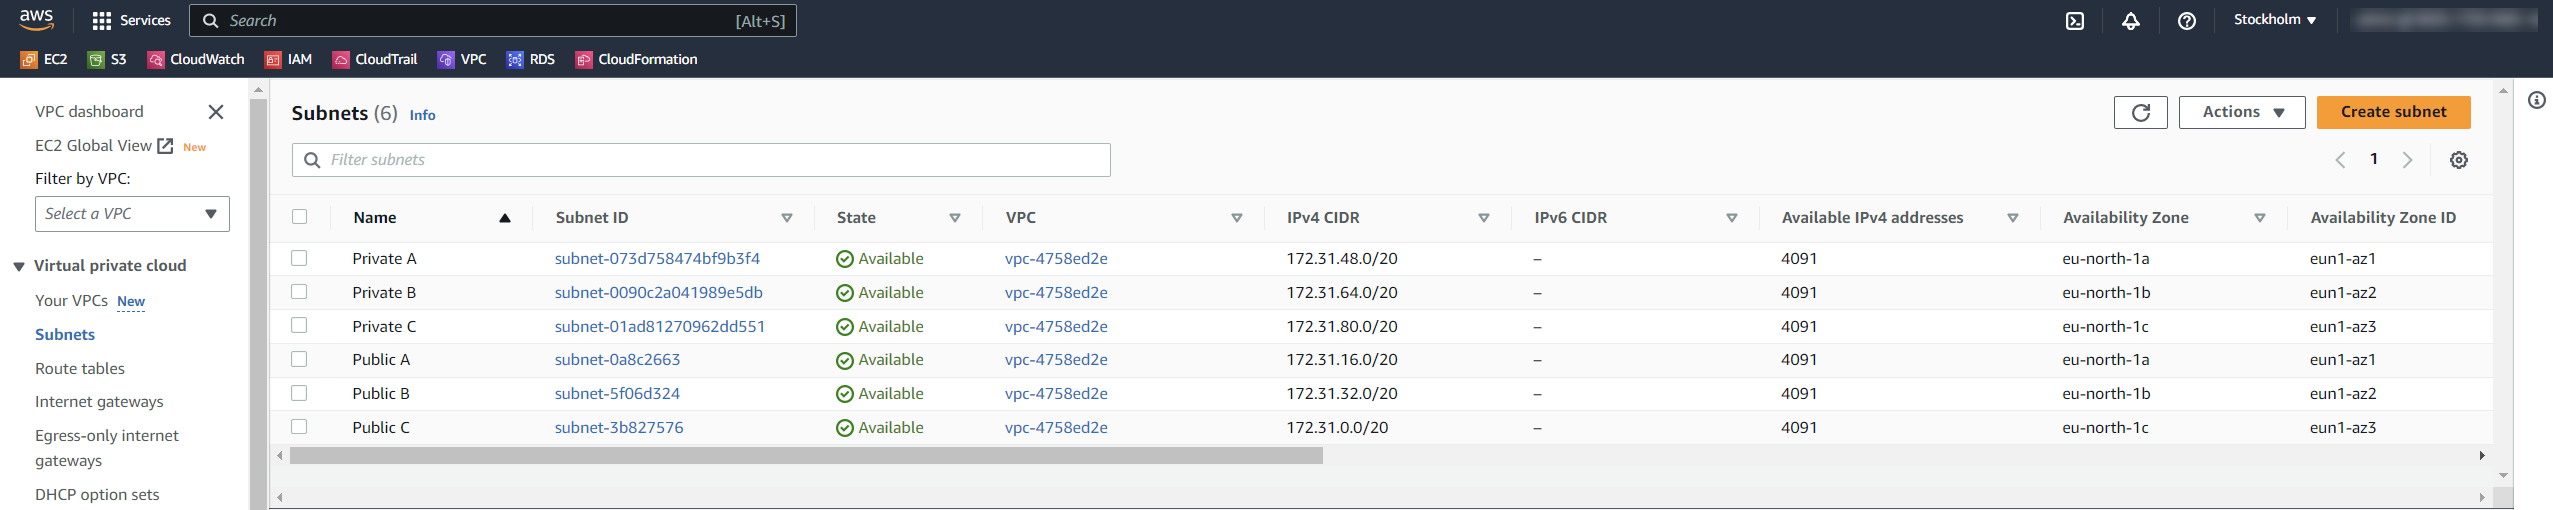 aws Services Search [Alt+S] Stockholm
EC2 S3 CloudWatch IAM CloudTrail VPC RDS CloudFormation
VPC dashboard
EC2 Global View New
Filter by VPC:
Select a VPC
Virtual private cloud
Your VPCs New
Subnets
Route tables
Internet gateways
Egress-only internet
gateways
DHCP option sets
Subnets (6) Info
Actions Create subnet
Filter subnets
1
Name Subnet ID State VPC IPv4 CIDR IPv6 CIDR Available IPv4 addresses Availability Zone Availability Zone ID
Private A subnet-073d758474bf9b3f4 Available vpc-4758ed2e 172.31.48.0/20 – 4091 eu-north-1a eun1-az1
Private B subnet-0090c2a041989e5db Available vpc-4758ed2e 172.31.64.0/20 – 4091 eu-north-1b eun1-az2
Private C subnet-01ad81270962dd551 Available vpc-4758ed2e 172.31.80.0/20 – 4091 eu-north-1c eun1-az3
Public A subnet-0a8c2663 Available vpc-4758ed2e 172.31.16.0/20 – 4091 eu-north-1a eun1-az1
Public B subnet-5f06d324 Available vpc-4758ed2e 172.31.32.0/20 – 4091 eu-north-1b eun1-az2
Public C subnet-3b827576 Available vpc-4758ed2e 172.31.0.0/20 – 4091 eu-north-1c eun1-az3